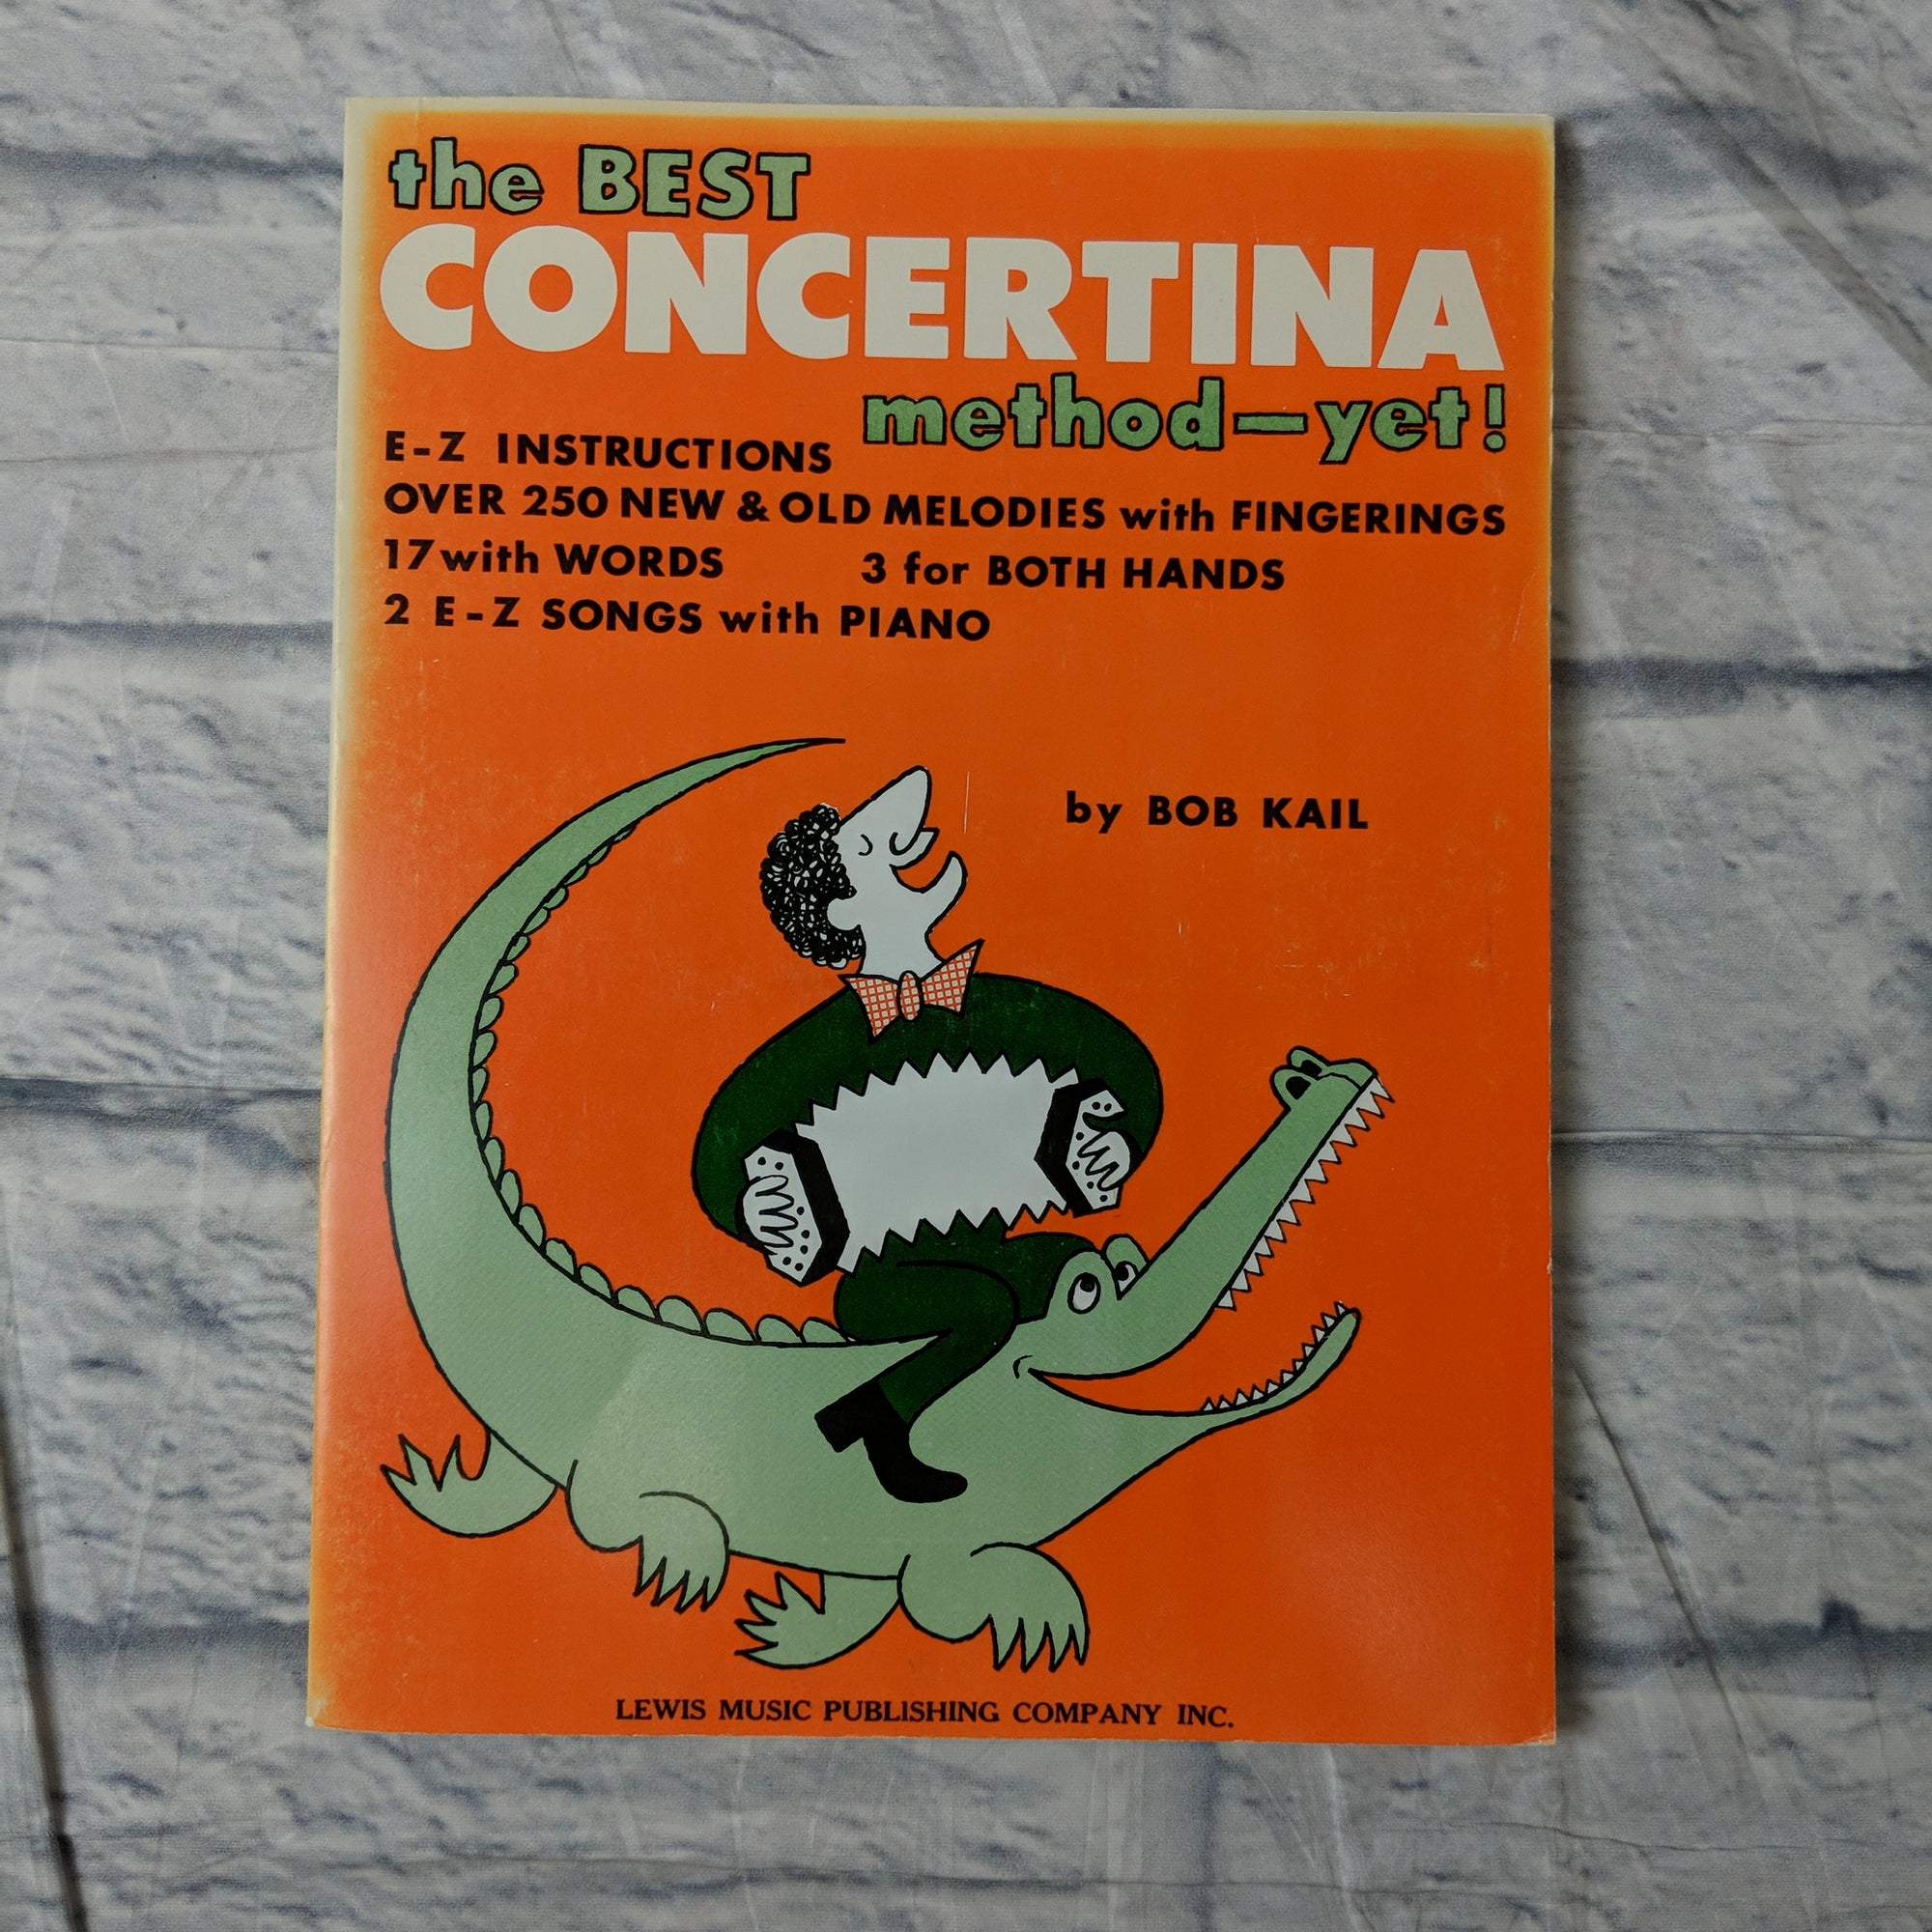 the BEST
CONCERTINA
method—yet!
E-Z INSTRUCTIONS
OVER 250 NEW & OLD MELODIES with FINGERINGS
17 with WORDS 3 for BOTH HANDS
2 E-Z SONGS with PIANO
by BOB KAIL
LEWIS MUSIC PUBLISHING COMPANY INC.